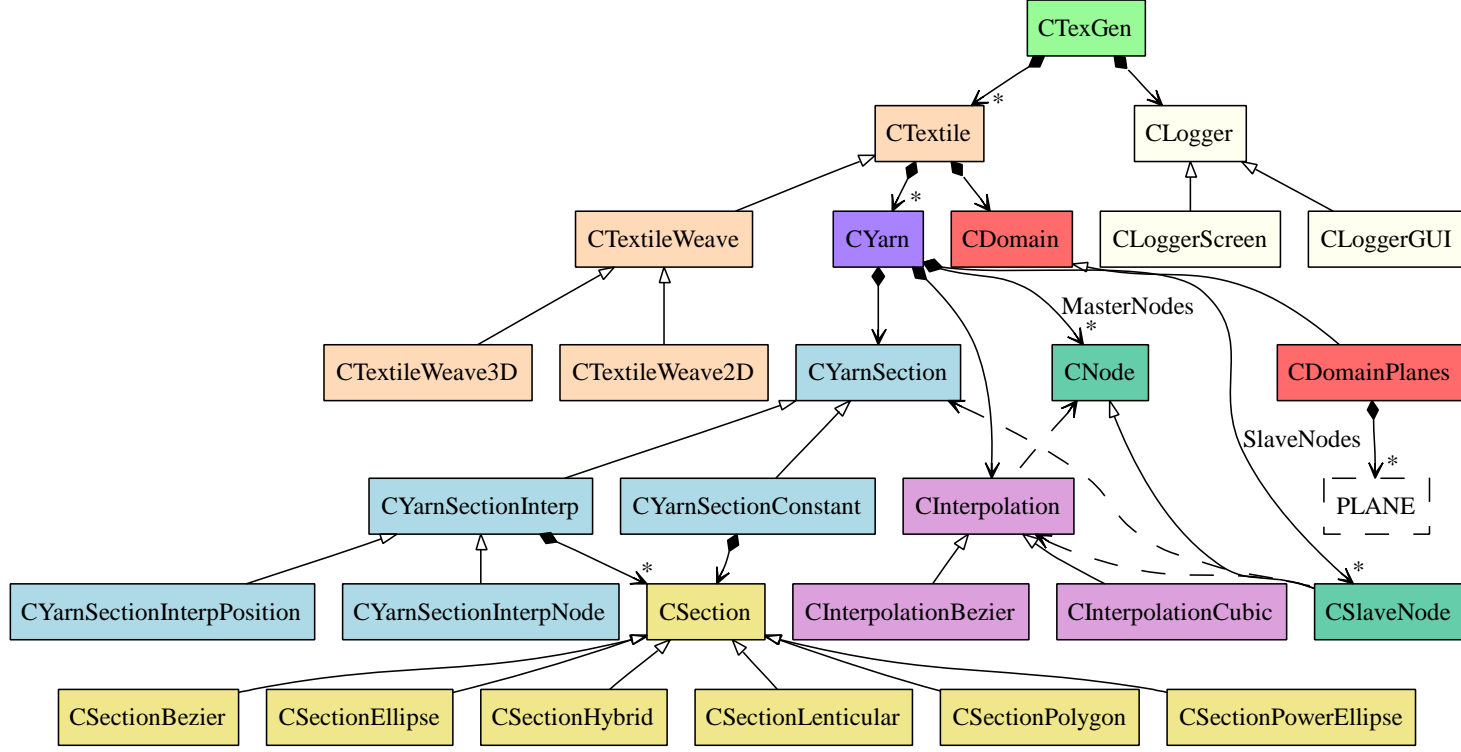 CTexGen
*
CTextile
CLogger
CTextileWeave
CYarn
*
CDomain
CLoggerScreen
CLoggerGUI
MasterNodes
*
CTextileWeave3D
CTextileWeave2D
CYarnSection
CNode
CDomainPlanes
SlaveNodes
*
CYarnSectionInterp
CYarnSectionConstant
CInterpolation
PLANE
*
*
CYarnSectionInterpPosition
CYarnSectionInterpNode
CSection
CInterpolationBezier
CInterpolationCubic
CSlaveNode
CSectionBezier
CSectionEllipse
CSectionHybrid
CSectionLenticular
CSectionPolygon
CSectionPowerEllipse